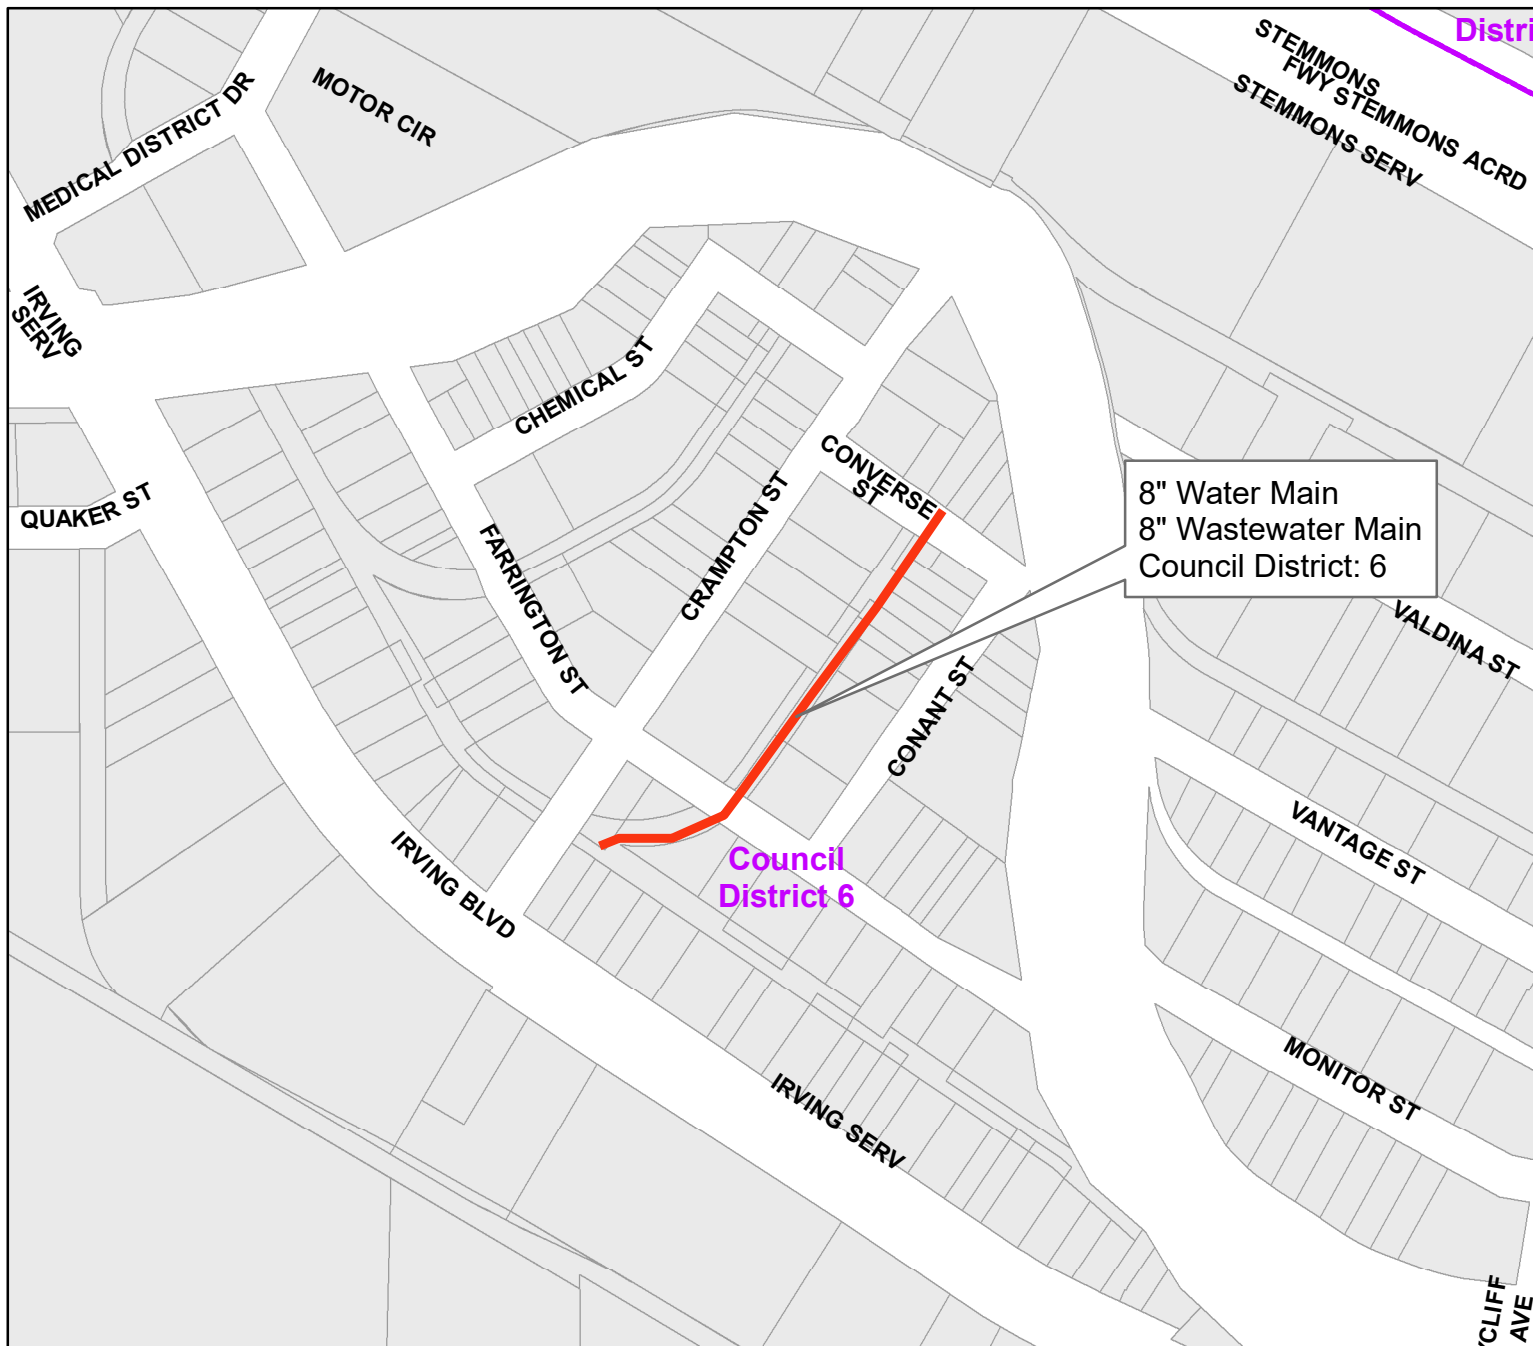 Distri
STEMMONS
FWY STEMMONS ACRD
STEMMONS SERV
MOTOR CIR
MEDICAL DISTRICT DR
IRVING
SERV
CHEMICAL ST
CONVERSE
ST
QUAKER ST
CRAMPTON ST
FARRINGTON ST
8" Water Main
8" Wastewater Main
Council District: 6
VALDINA ST
CONANT ST
VANTAGE ST
IRVING BLVD
Council
District 6
MONITOR ST
IRVING SERV
YCLIFF
AVE